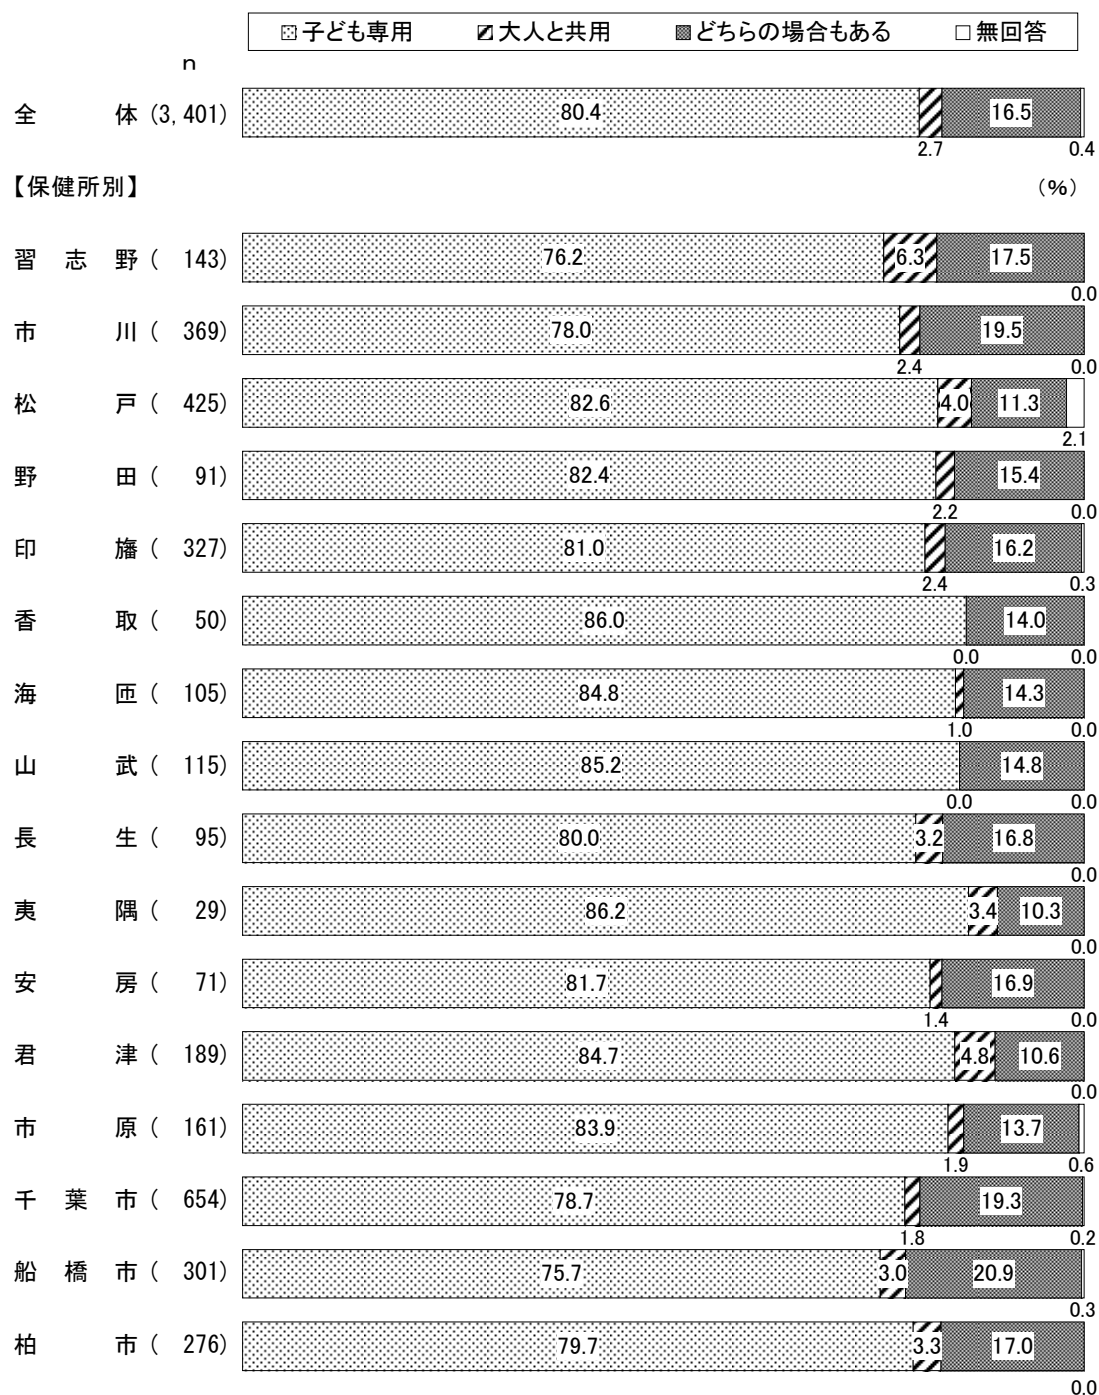 子ども専用 大人と共用 どちらの場合もある 無回答
n
全体(3,401) 80.4 16.5
2.7 0.4
【保健所別】 (%)
習志野( 143) 76.2 6.3 17.5
0.0
市川( 369) 78.0 19.5
2.4 0.0
松戸( 425) 82.6 4.0 11.3
2.1
野田( 91) 82.4 15.4
2.2 0.0
印旛( 327) 81.0 16.2
2.4 0.3
香取( 50) 86.0 14.0
0.0 0.0
海匝( 105) 84.8 14.3
1.0 0.0
山武( 115) 85.2 14.8
0.0 0.0
長生( 95) 80.0 3.2 16.8
0.0
夷隅( 29) 86.2 3.4 10.3
0.0
安房( 71) 81.7 16.9
1.4 0.0
君津( 189) 84.7 4.8 10.6
0.0
市原( 161) 83.9 13.7
1.9 0.6
千葉市( 654) 78.7 19.3
1.8 0.2
船橋市( 301) 75.7 3.0 20.9
0.3
柏市( 276) 79.7 3.3 17.0
0.0